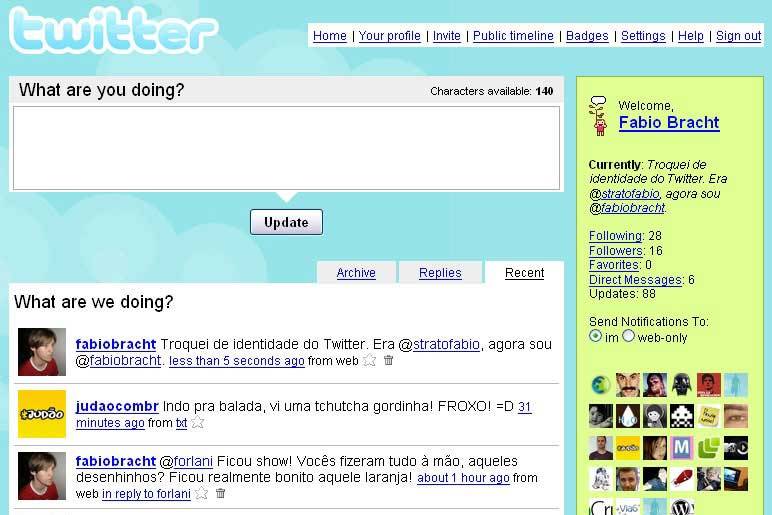 twitter
Home | Your profile | Invite | Public timeline | Badges | Settings | Help | Sign out
What are you doing?
Characters available: 140
Update
Archive
Replies
Recent
What are we doing?
fabiobracht Troquei de identidade do Twitter. Era @stratofabio, agora sou
@fabiobracht. less than 5 seconds ago from web
judaocombr Indo pra balada, vi uma tchutcha gordinha! FROXO! =D 31
minutes ago from txt
fabiobracht @forlani Ficou show! Vocês fizeram tudo à mão, aqueles
desenhinhos? Ficou realmente bonito aquele laranja! about 1 hour ago from
web in reply to forlani
Welcome,
Fabio Bracht
Currently: Troquei de
identidade do Twitter. Era
@stratofabio, agora sou
@fabiobracht.
Following: 28
Followers: 16
Favorites: 0
Direct Messages: 6
Updates: 88
Send Notifications To:
im web-only
JUDÃO
M
Cri
Via6